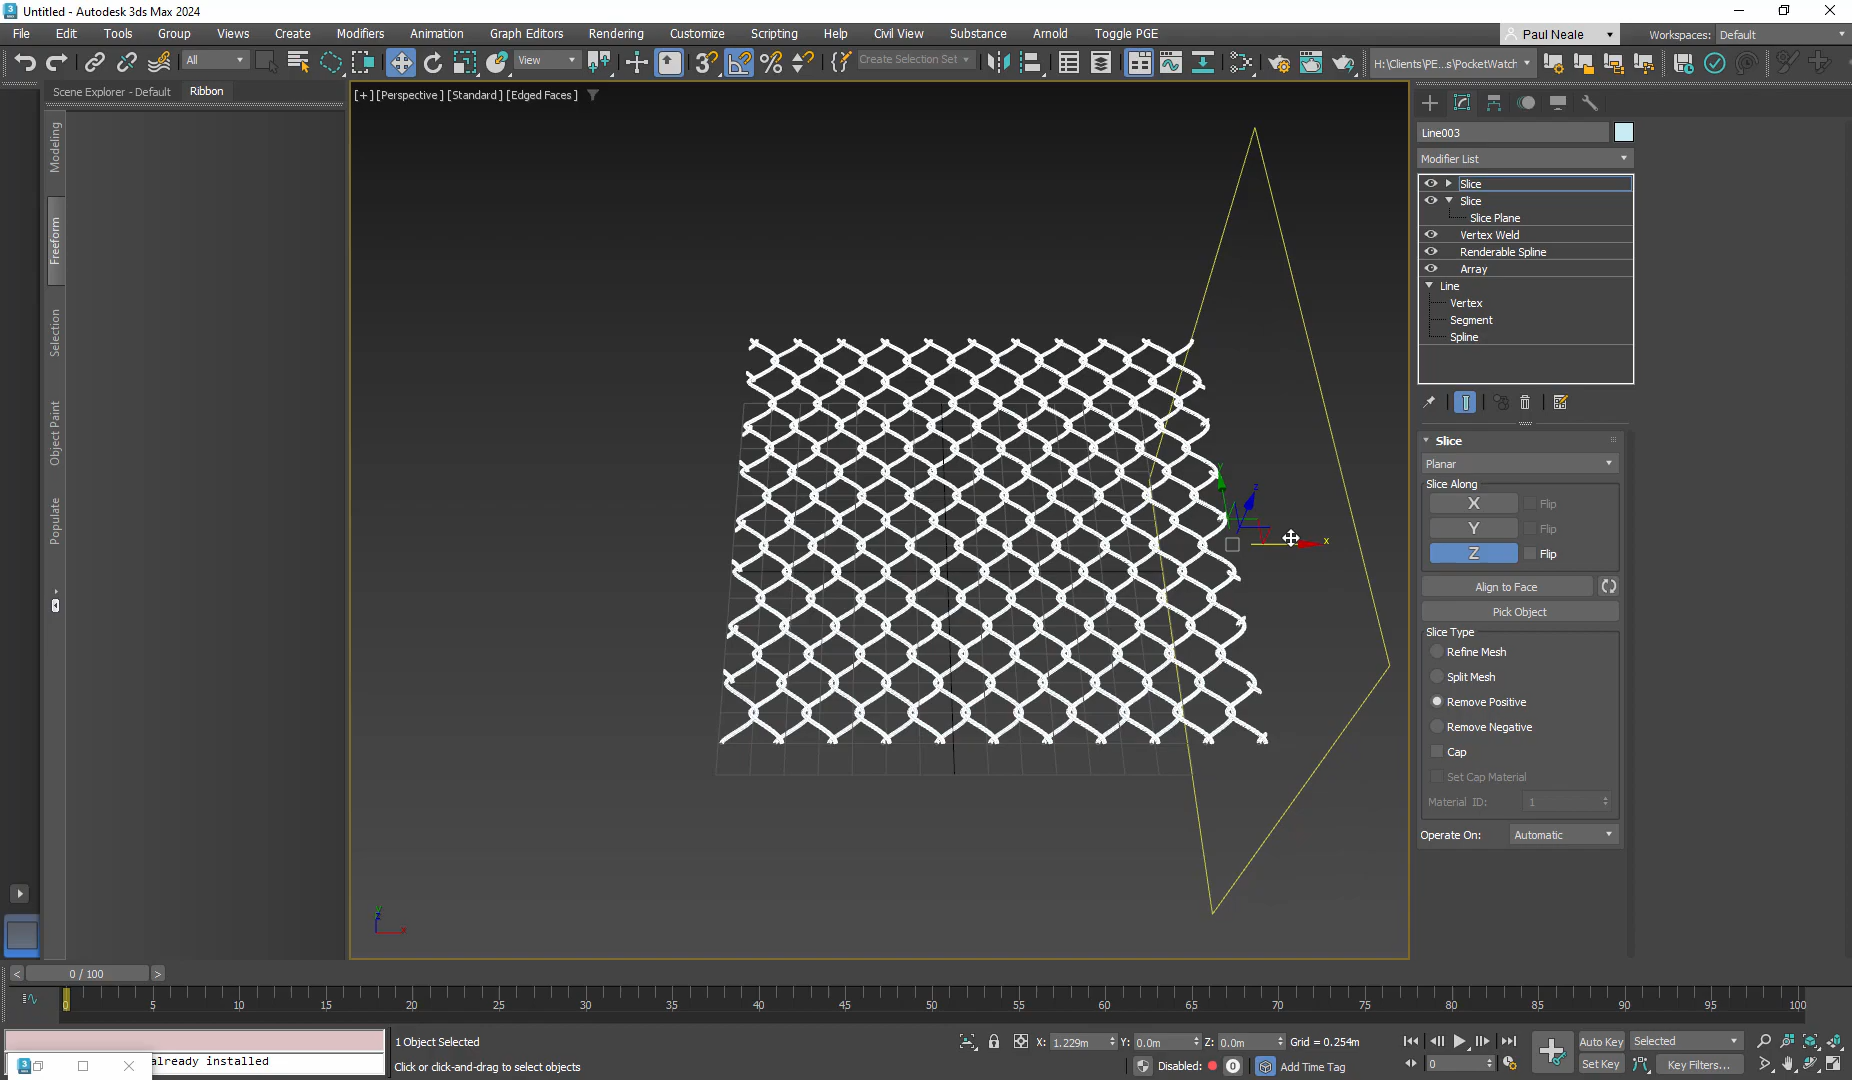 Untitled - Autodesk 3ds Max 2024
File Edit Tools Group Views Create Modifiers Animation Graph Editors Rendering Customize Scripting Help Civil View Substance Arnold Toggle PGE
Paul Neale
Workspaces: Default
All
View
Create Selection Set
H:\Clients\PE...s\PocketWatch
Scene Explorer - Default Ribbon
[+] [Perspective] [Standard] [Edged Faces]
Modeling
Freeform
Selection
Object Paint
Populate
Line003
Modifier List
Slice
Slice
Slice Plane
Vertex Weld
Renderable Spline
Array
Line
Vertex
Segment
Spline
Slice
Planar
Slice Along
X Flip
Y Flip
Z Flip
Align to Face
Pick Object
Slice Type
Refine Mesh
Split Mesh
Remove Positive
Remove Negative
Cap
Set Cap Material
Material ID: 1
Operate On: Automatic
z
x
0 / 100
0 5 10 15 20 25 30 35 40 45 50 55 60 65 70 75 80 85 90 95 100
already installed
1 Object Selected
Click or click-and-drag to select objects
X: 1.229m Y: 0.0m Z: 0.0m Grid = 0.254m
Disabled: 0 Add Time Tag
0
Auto Key Selected
Set Key Key Filters...